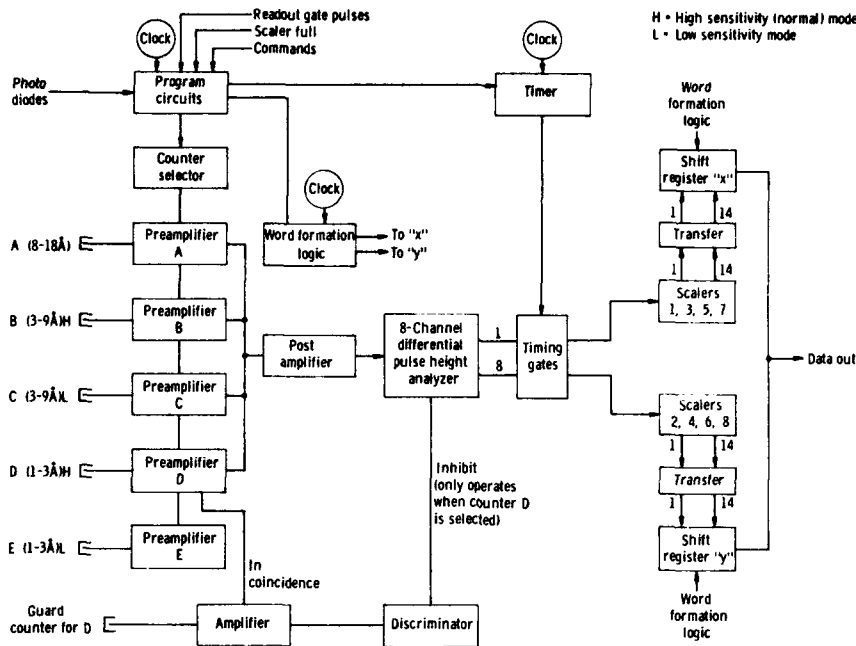 Readout gate pulses
Scaler full
Commands
H = High sensitivity (normal) mode
L = Low sensitivity mode
Clock
Clock
Photo
diodes
Program
circuits
Timer
Word
formation
logic
Counter
selector
Clock
Shift
register "x"
1
14
Transfer
1
14
A (8-18Å)
Preamplifier
A
Word formation
logic
To "x"
To "y"
Scalers
1, 3, 5, 7
B (3-9Å)H
Preamplifier
B
Post
amplifier
8-Channel
differential
pulse height
analyzer
1
8
Timing
gates
Data out
C (3-9Å)L
Preamplifier
C
Scalers
2, 4, 6, 8
1
14
Transfer
1
14
D (1-3Å)H
Preamplifier
D
Inhibit
(only operates
when counter D
is selected)
E (1-3Å)L
Preamplifier
E
Shift
register "y"
In
coincidence
Word
formation
logic
Guard
counter for D
Amplifier
Discriminator